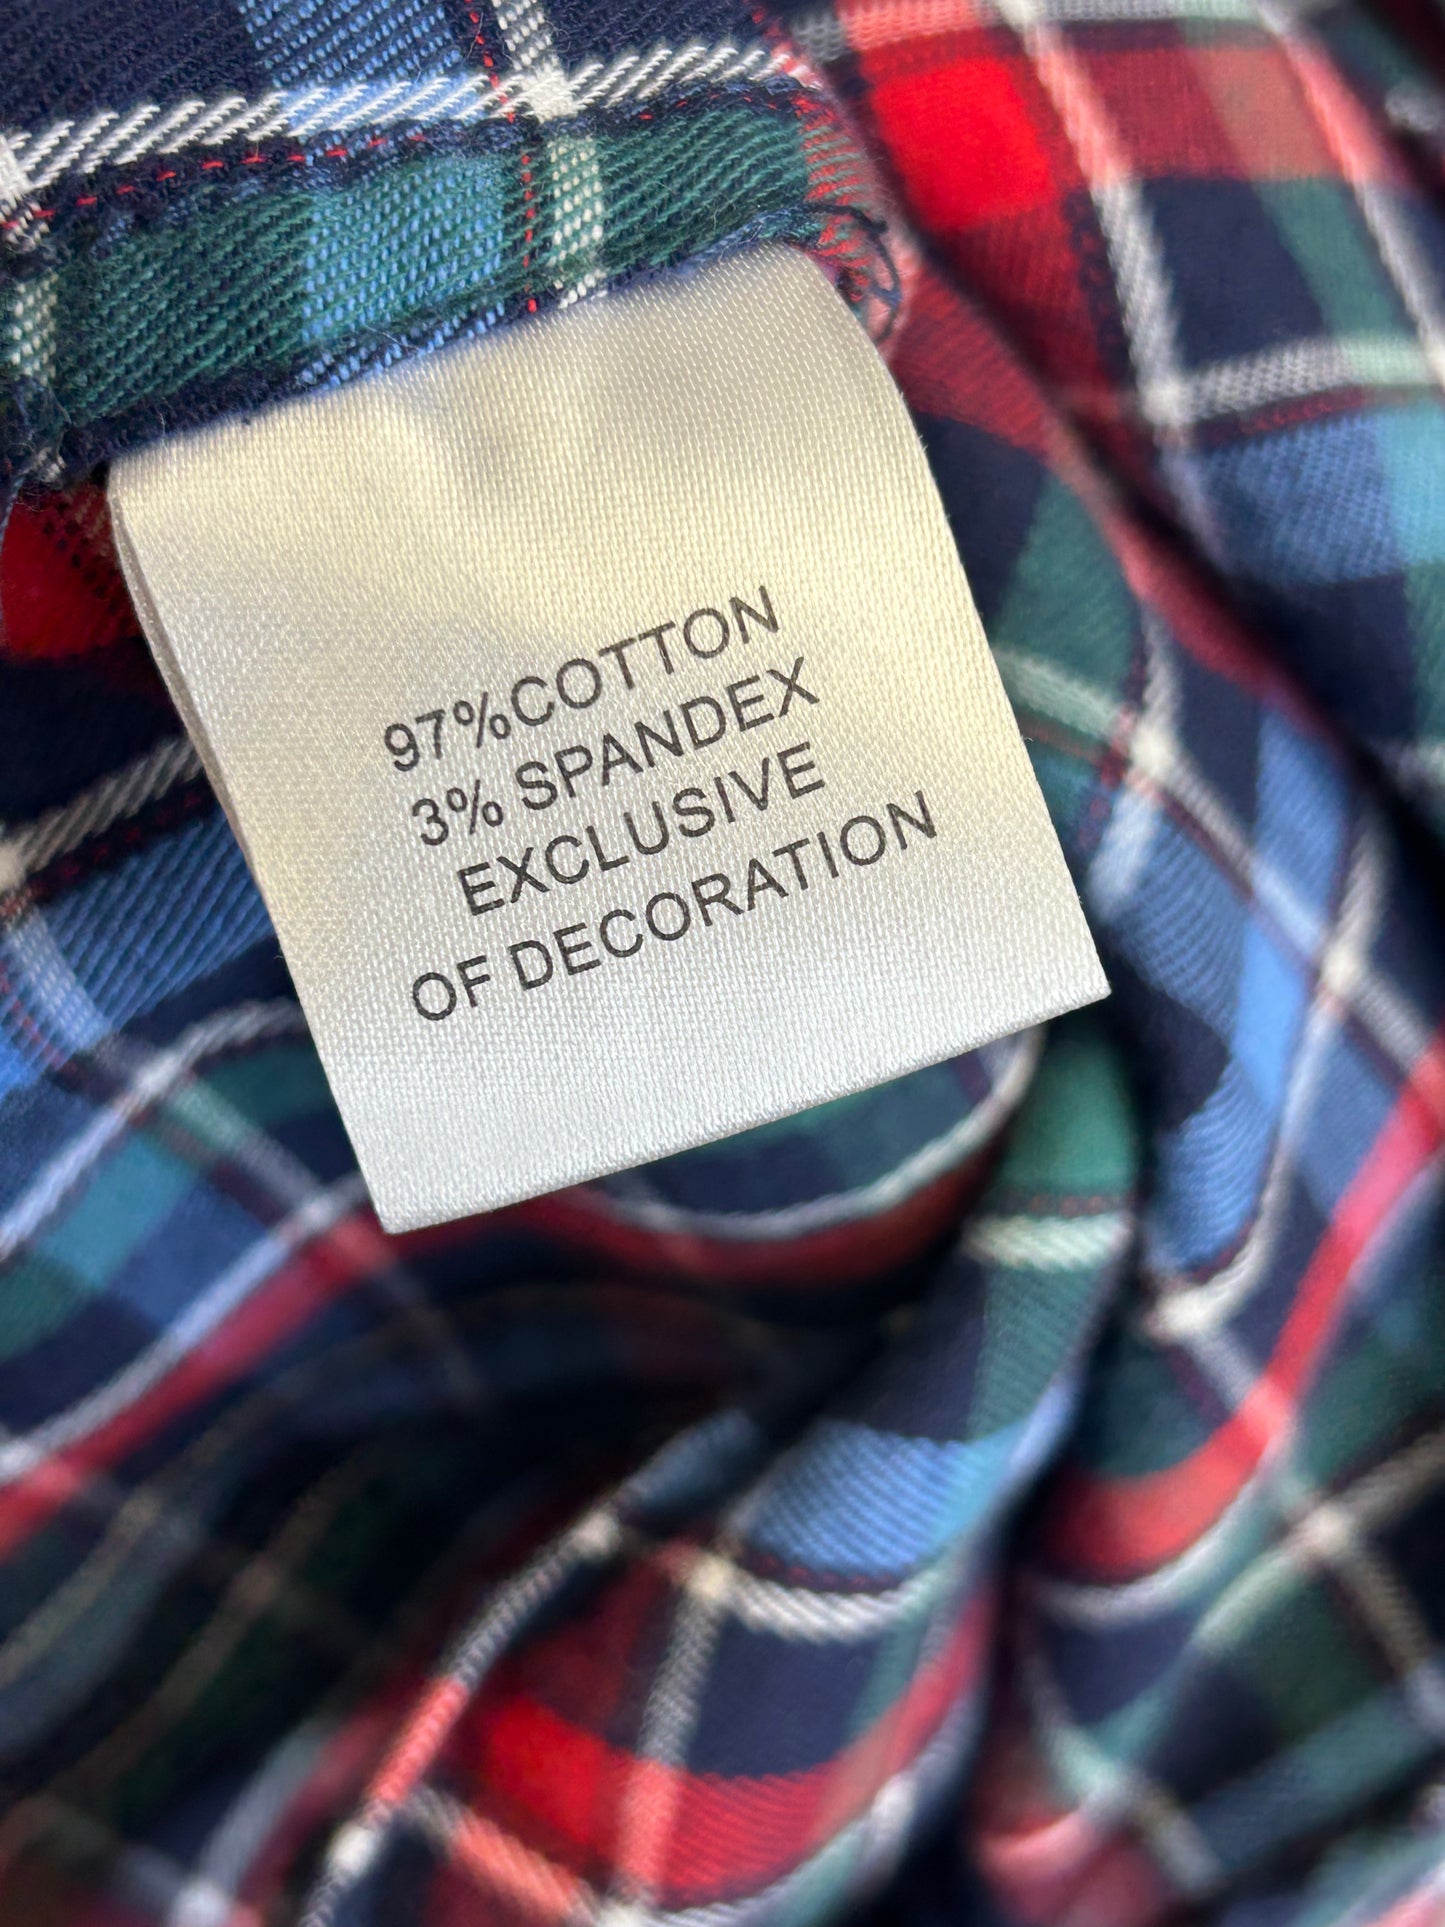 97%COTTON
3% SPANDEX
EXCLUSIVE
OF DECORATION